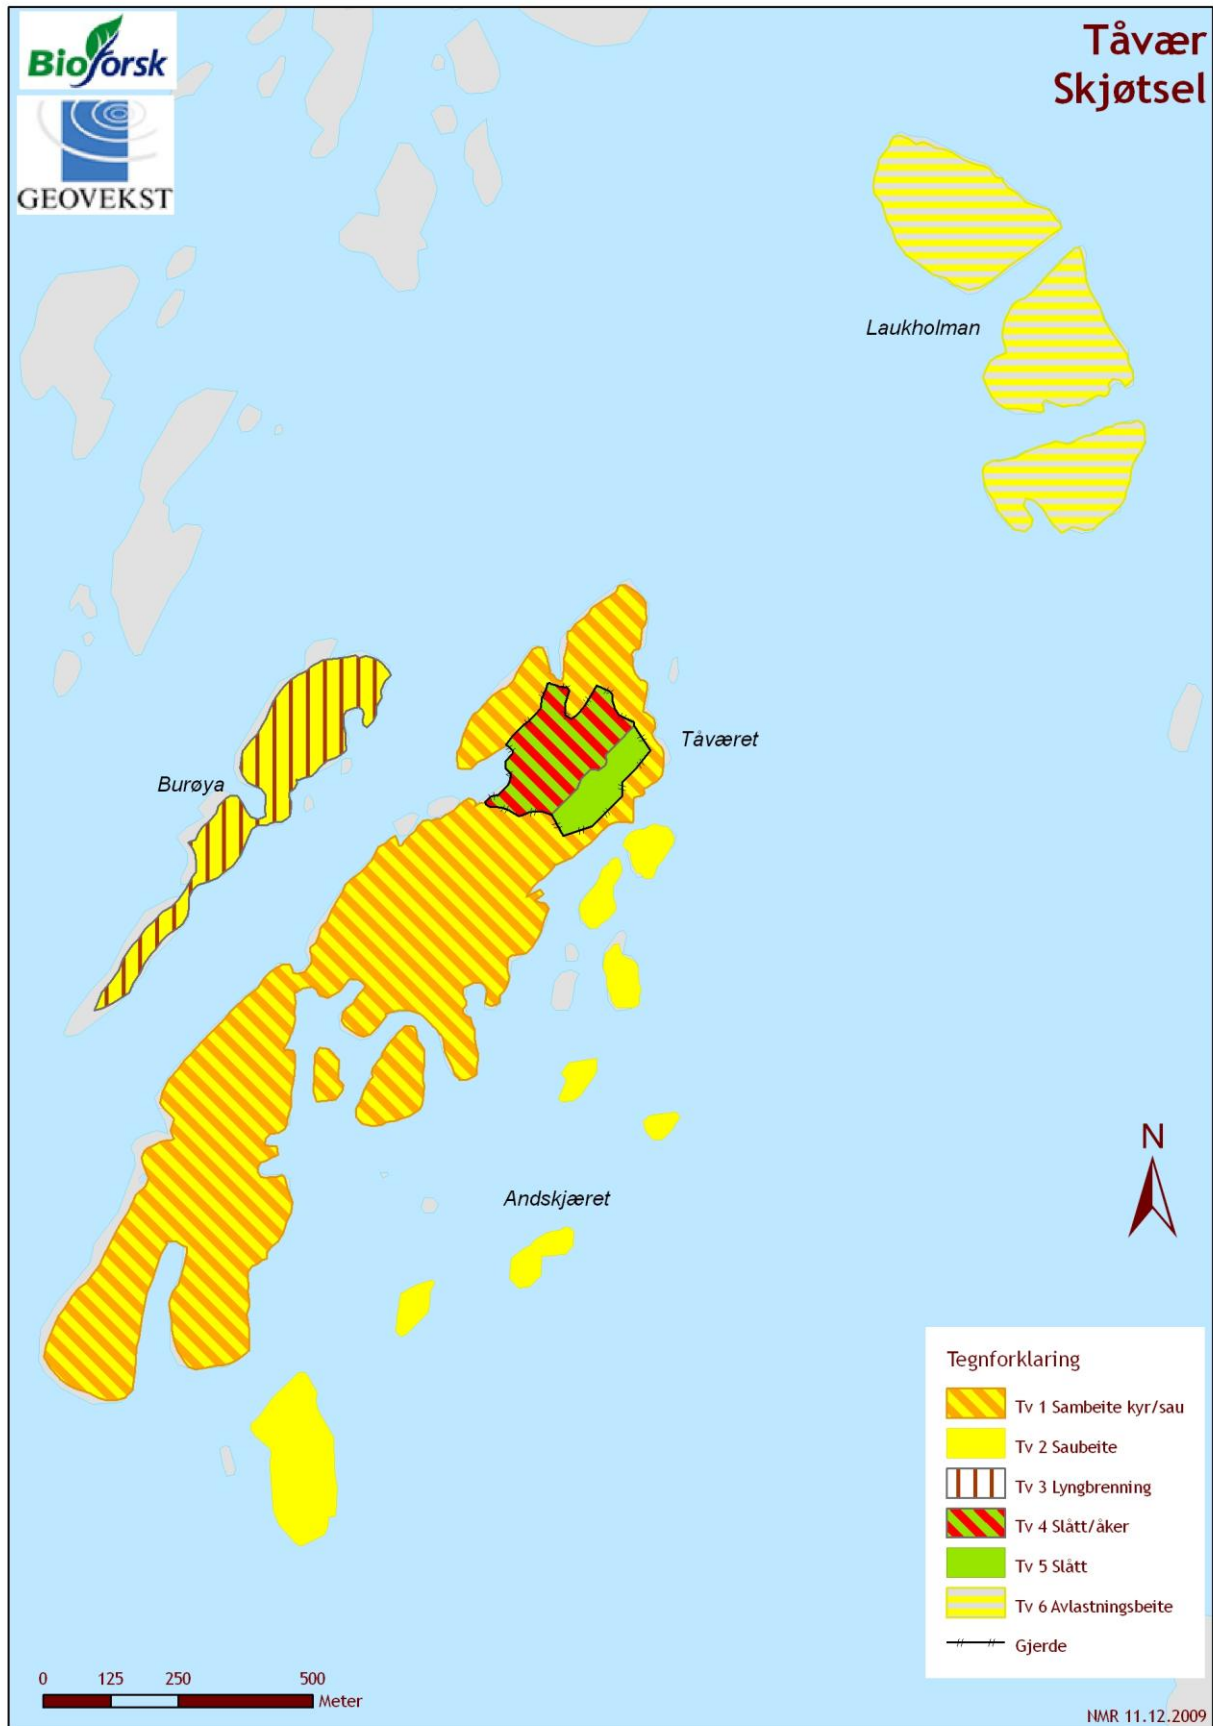 Bioforsk
GEOVEKST
Tåvær
Skjøtsel
Laukholman
Tåværet
Burøya
Andskjæret
N
Tegnforklaring
Tv 1 Sambeite kyr/sau
Tv 2 Saubeite
Tv 3 Lyngbrenning
Tv 4 Slått/åker
Tv 5 Slått
Tv 6 Avlastningsbeite
Gjerde
0 125 250 500
Meter
NMR 11.12.2009